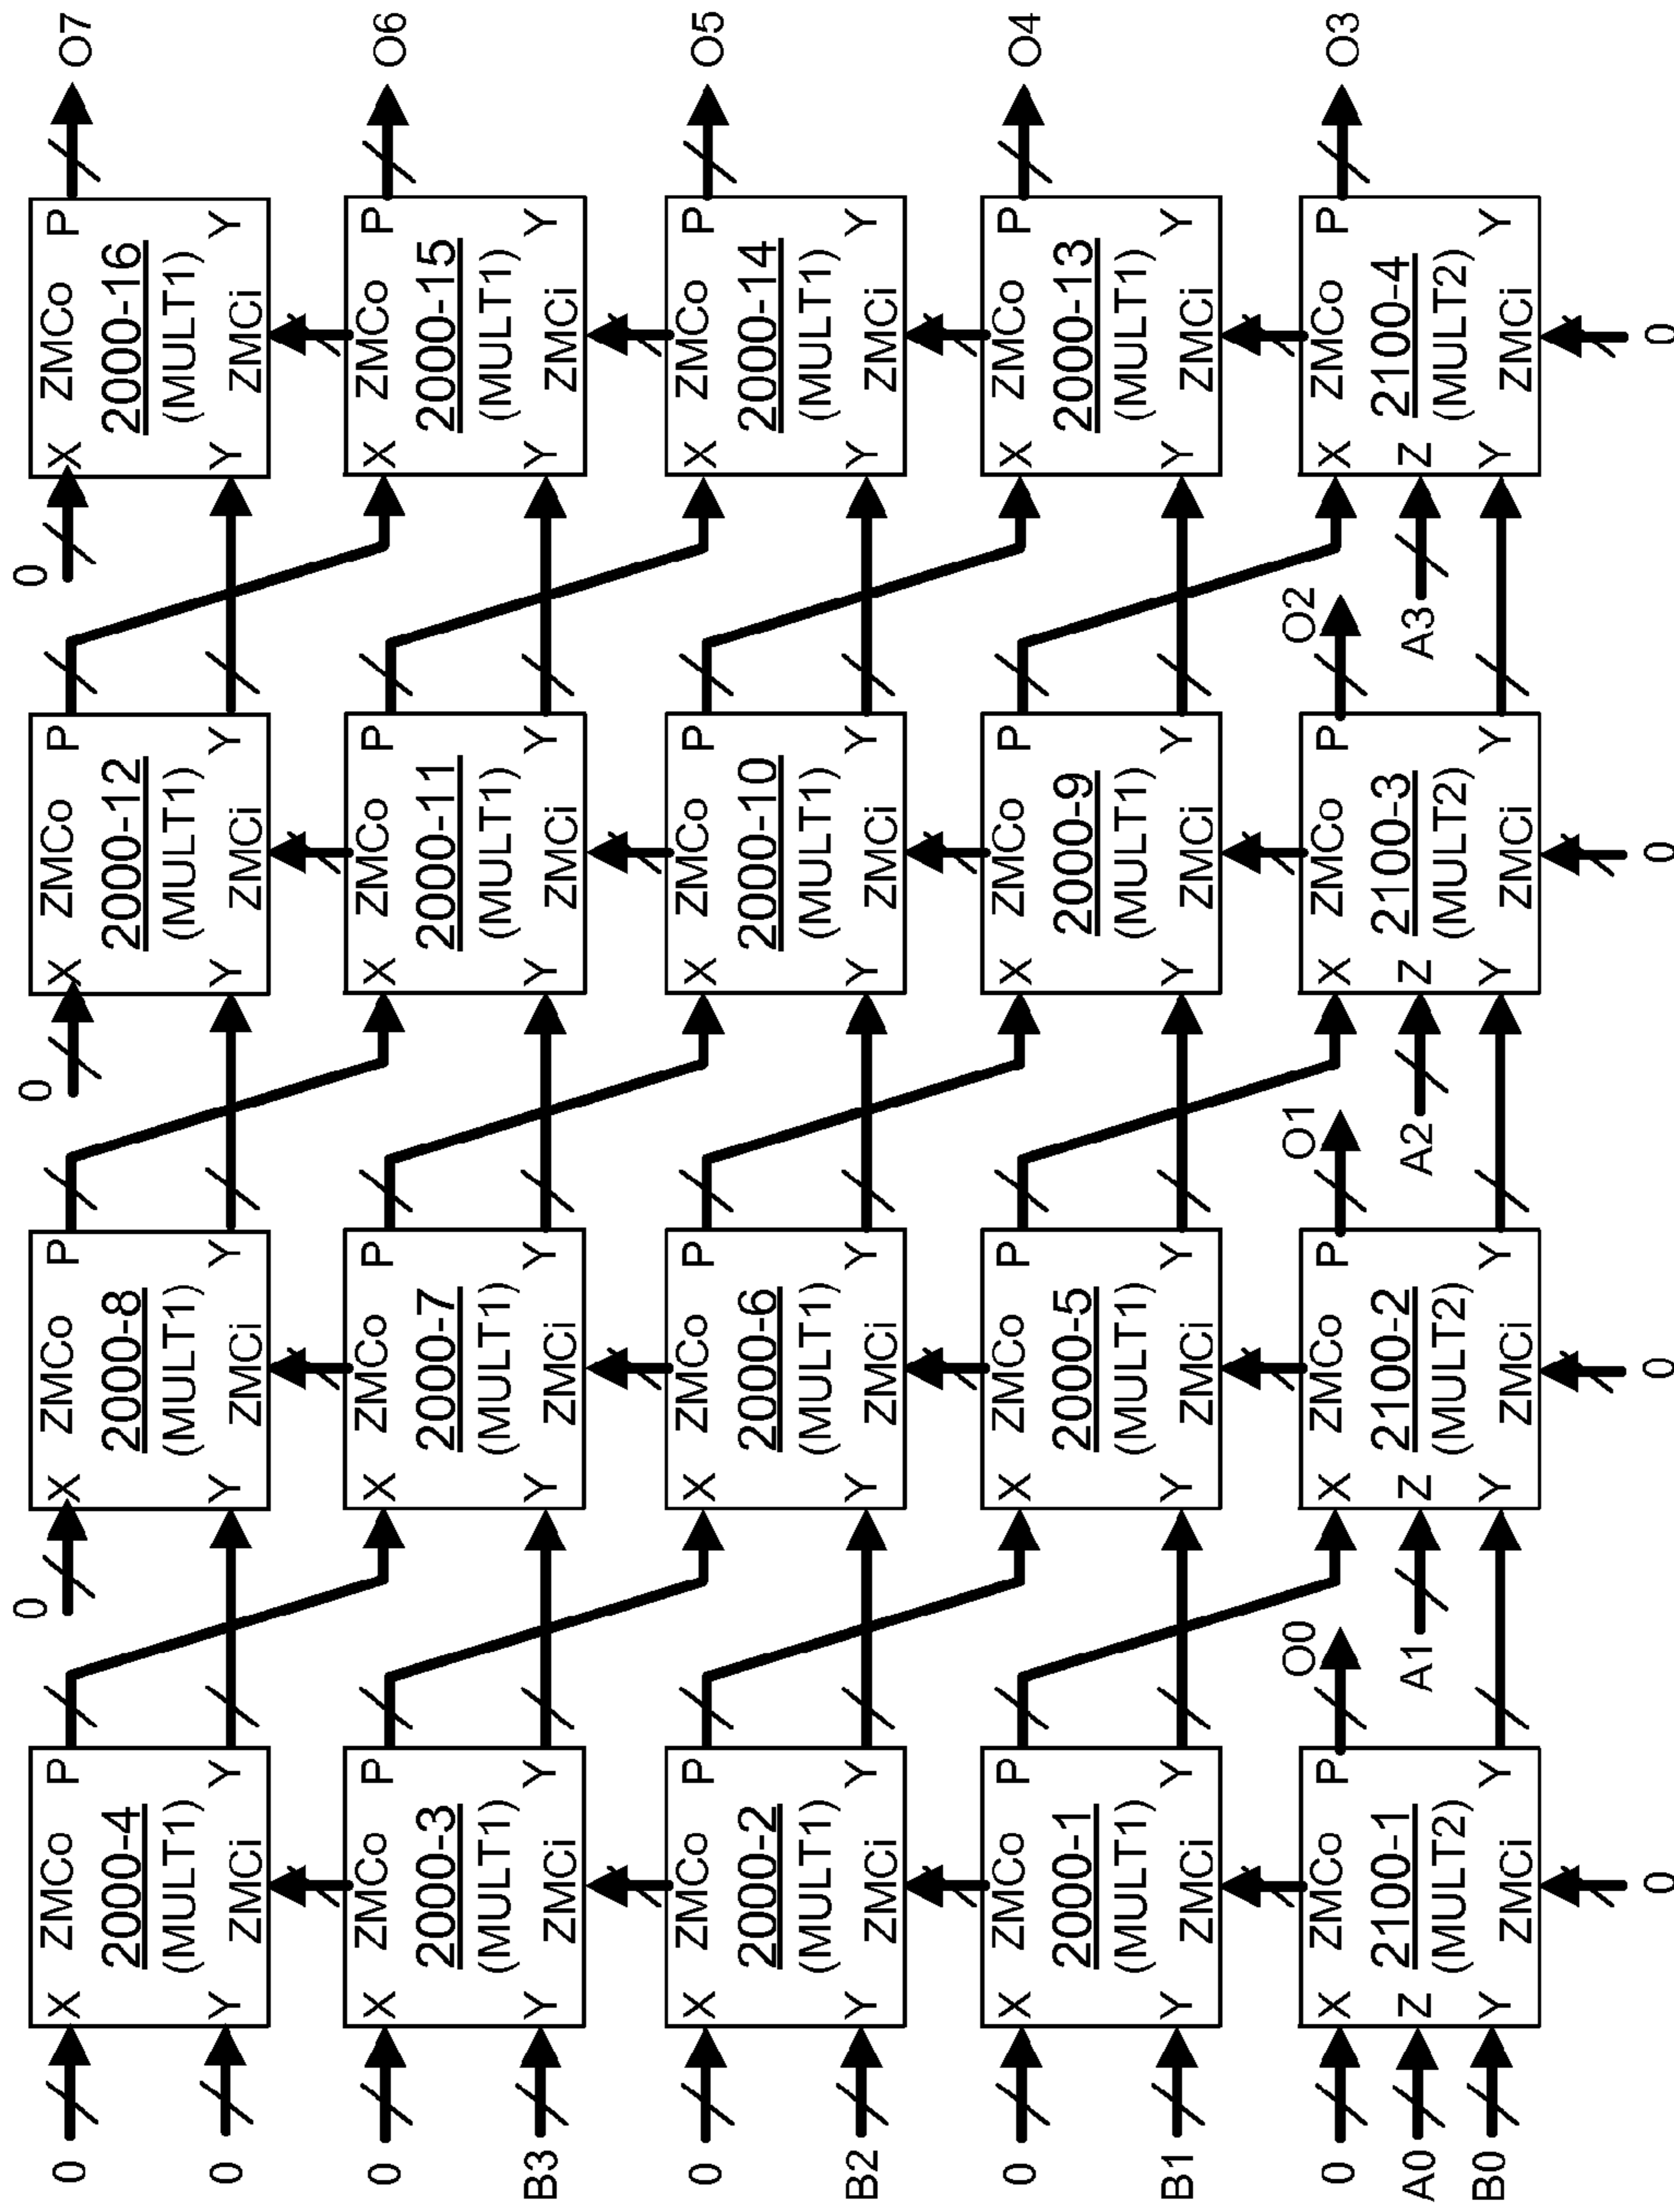 0
0
0
O7
0
X ZMCo P
2000-4
(MULT1)
Y ZMCi Y
X ZMCo P
2000-8
(MULT1)
Y ZMCi Y
X ZMCo P
2000-12
(MULT1)
Y ZMCi Y
X ZMCo P
2000-16
(MULT1)
Y ZMCi Y
0
0
X ZMCo P
2000-3
(MULT1)
Y ZMCi Y
X ZMCo P
2000-7
(MULT1)
Y ZMCi Y
X ZMCo P
2000-11
(MULT1)
Y ZMCi Y
X ZMCo P
2000-15
(MULT1)
Y ZMCi Y
O6
B3
0
X ZMCo P
2000-2
(MULT1)
Y ZMCi Y
X ZMCo P
2000-6
(MULT1)
Y ZMCi Y
X ZMCo P
2000-10
(MULT1)
Y ZMCi Y
X ZMCo P
2000-14
(MULT1)
Y ZMCi Y
O5
B2
0
X ZMCo P
2000-1
(MULT1)
Y ZMCi Y
X ZMCo P
2000-5
(MULT1)
Y ZMCi Y
X ZMCo P
2000-9
(MULT1)
Y ZMCi Y
X ZMCo P
2000-13
(MULT1)
Y ZMCi Y
O4
B1
O0
O1
O2
0
A0
B0
X ZMCo P
Z 2100-1
(MULT2)
Y ZMCi Y
A1
X ZMCo P
Z 2100-2
(MULT2)
Y ZMCi Y
A2
X ZMCo P
Z 2100-3
(MULT2)
Y ZMCi Y
A3
X ZMCo P
Z 2100-4
(MULT2)
Y ZMCi Y
O3
0
0
0
0